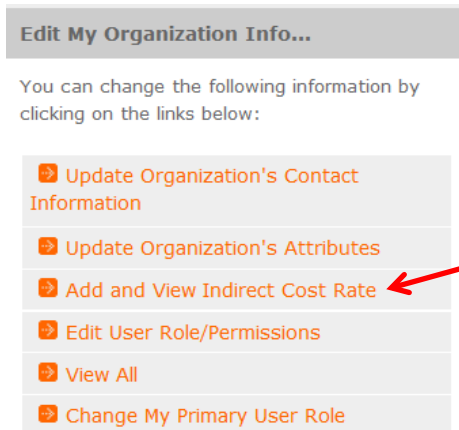 Edit My Organization Info...
You can change the following information by
clicking on the links below:
Update Organization's Contact
Information
Update Organization's Attributes
Add and View Indirect Cost Rate
Edit User Role/Permissions
View All
Change My Primary User Role